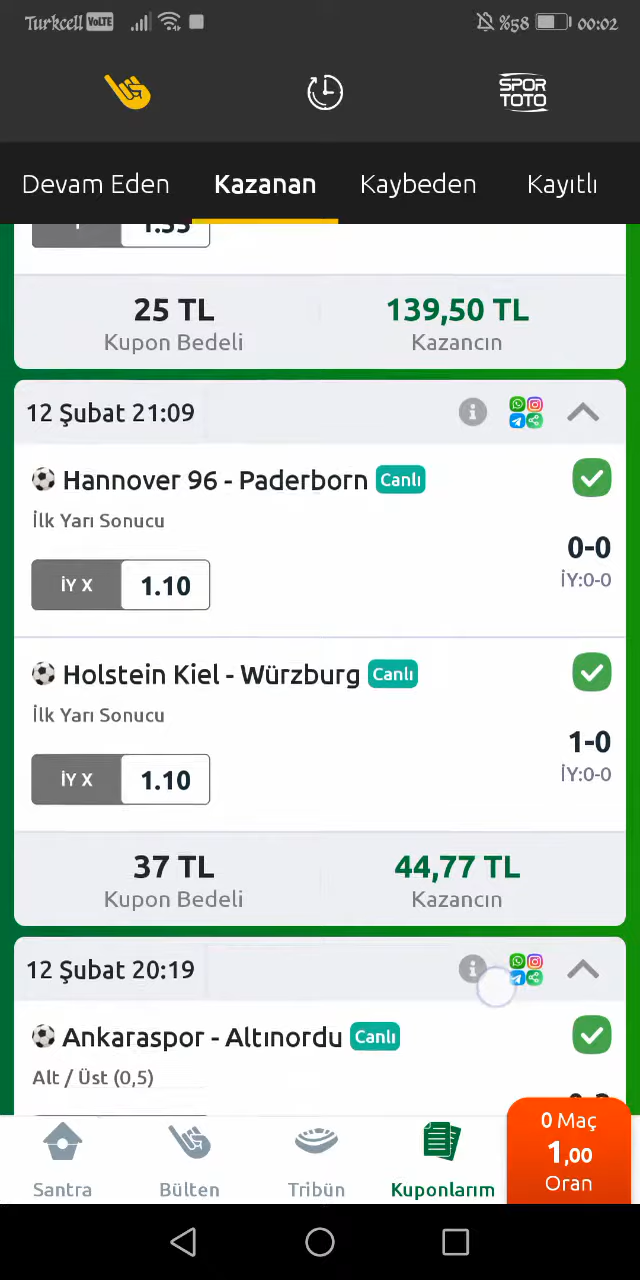 Turkcell VoLTE %58 00:02
SPOR
TOTO
Devam Eden Kazanan Kaybeden Kayıtlı
25 TL 139,50 TL
Kupon Bedeli Kazancın
12 Şubat 21:09
Hannover 96 - Paderborn Canlı
İlk Yarı Sonucu
0-0
İY X 1.10 İY:0-0
Holstein Kiel - Würzburg Canlı
İlk Yarı Sonucu
1-0
İY X 1.10 İY:0-0
37 TL 44,77 TL
Kupon Bedeli Kazancın
12 Şubat 20:19
Ankaraspor - Altınordu Canlı
Alt / Üst (0,5)
0 Maç
1,00
Oran
Santra Bülten Tribün Kuponlarım